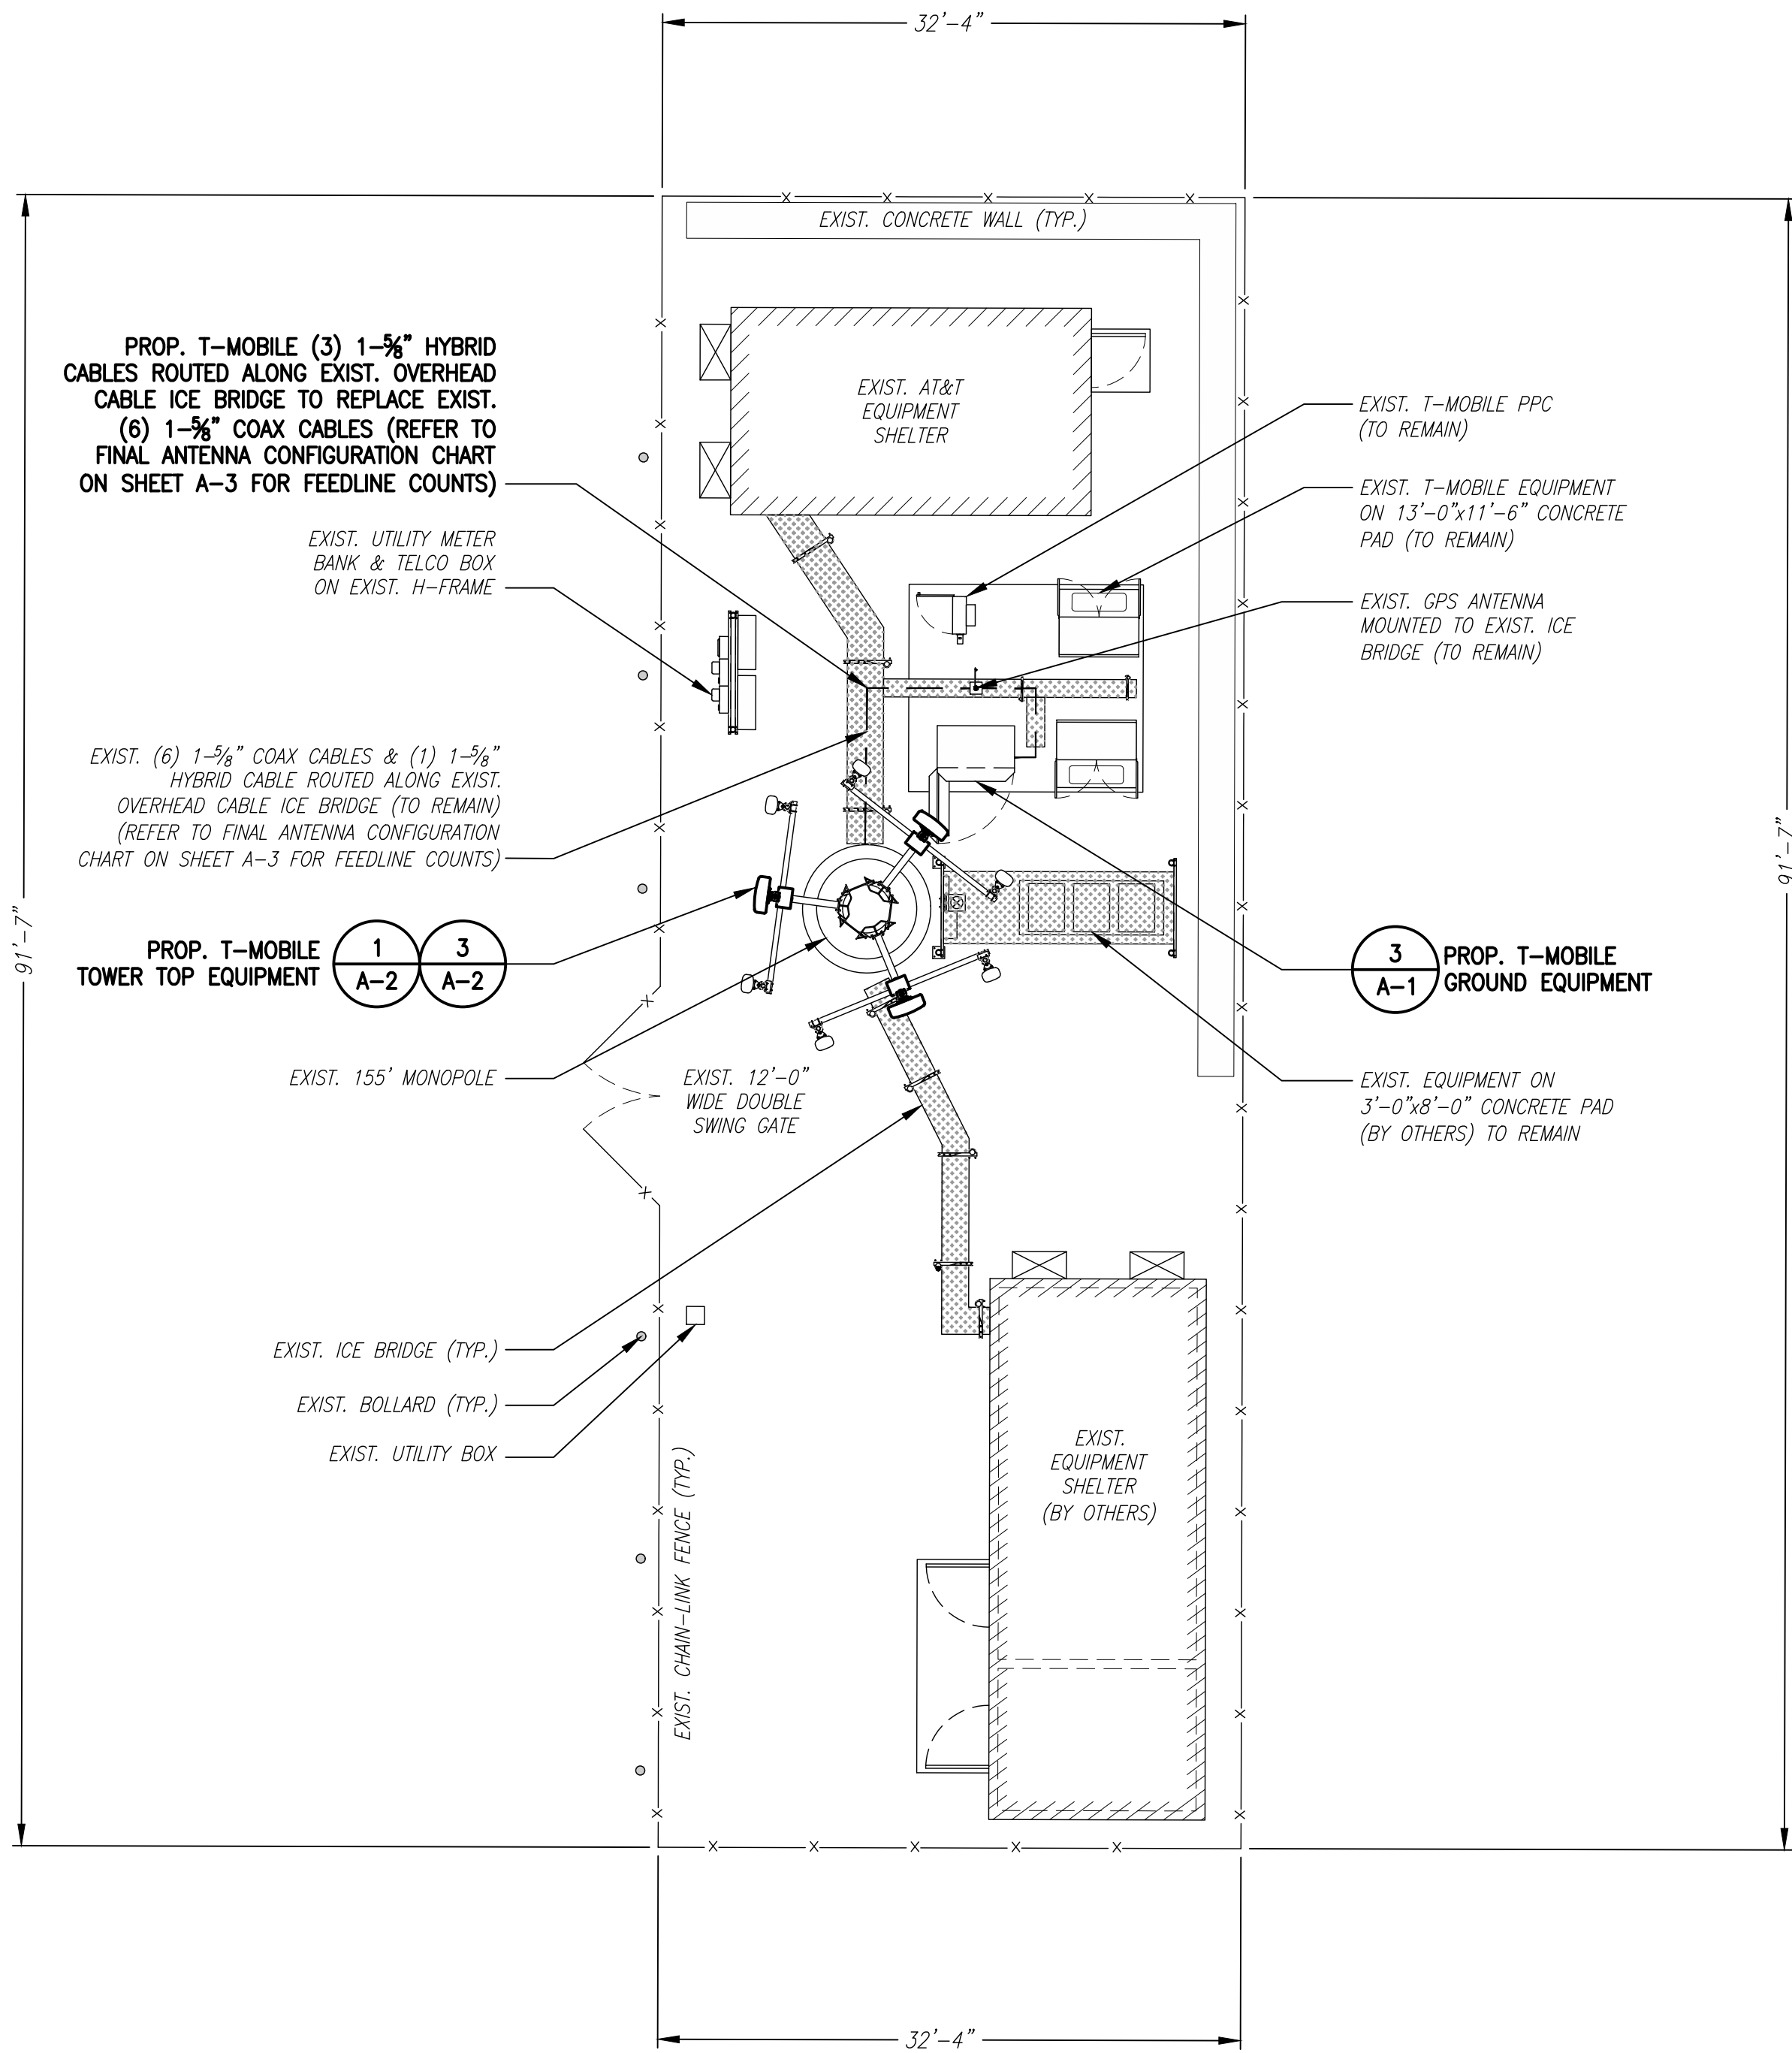 32'-4"
EXIST. CONCRETE WALL (TYP.)
PROP. T-MOBILE (3) 1-5/8" HYBRID
CABLES ROUTED ALONG EXIST. OVERHEAD
CABLE ICE BRIDGE TO REPLACE EXIST.
(6) 1-5/8" COAX CABLES (REFER TO
FINAL ANTENNA CONFIGURATION CHART
ON SHEET A-3 FOR FEEDLINE COUNTS)
EXIST. AT&T
EQUIPMENT
SHELTER
EXIST. T-MOBILE PPC
(TO REMAIN)
EXIST. T-MOBILE EQUIPMENT
ON 13'-0"x11'-6" CONCRETE
PAD (TO REMAIN)
EXIST. UTILITY METER
BANK & TELCO BOX
ON EXIST. H-FRAME
EXIST. GPS ANTENNA
MOUNTED TO EXIST. ICE
BRIDGE (TO REMAIN)
EXIST. (6) 1-5/8" COAX CABLES & (1) 1-5/8"
HYBRID CABLE ROUTED ALONG EXIST.
OVERHEAD CABLE ICE BRIDGE (TO REMAIN)
(REFER TO FINAL ANTENNA CONFIGURATION
CHART ON SHEET A-3 FOR FEEDLINE COUNTS)
91'-7"
91'-7"
PROP. T-MOBILE
TOWER TOP EQUIPMENT
1
A-2
3
A-2
3
A-1
PROP. T-MOBILE
GROUND EQUIPMENT
EXIST. 155' MONOPOLE
EXIST. 12'-0"
WIDE DOUBLE
SWING GATE
EXIST. EQUIPMENT ON
3'-0"x8'-0" CONCRETE PAD
(BY OTHERS) TO REMAIN
EXIST. ICE BRIDGE (TYP.)
EXIST. BOLLARD (TYP.)
EXIST. UTILITY BOX
EXIST. CHAIN-LINK FENCE (TYP.)
EXIST.
EQUIPMENT
SHELTER
(BY OTHERS)
32'-4"